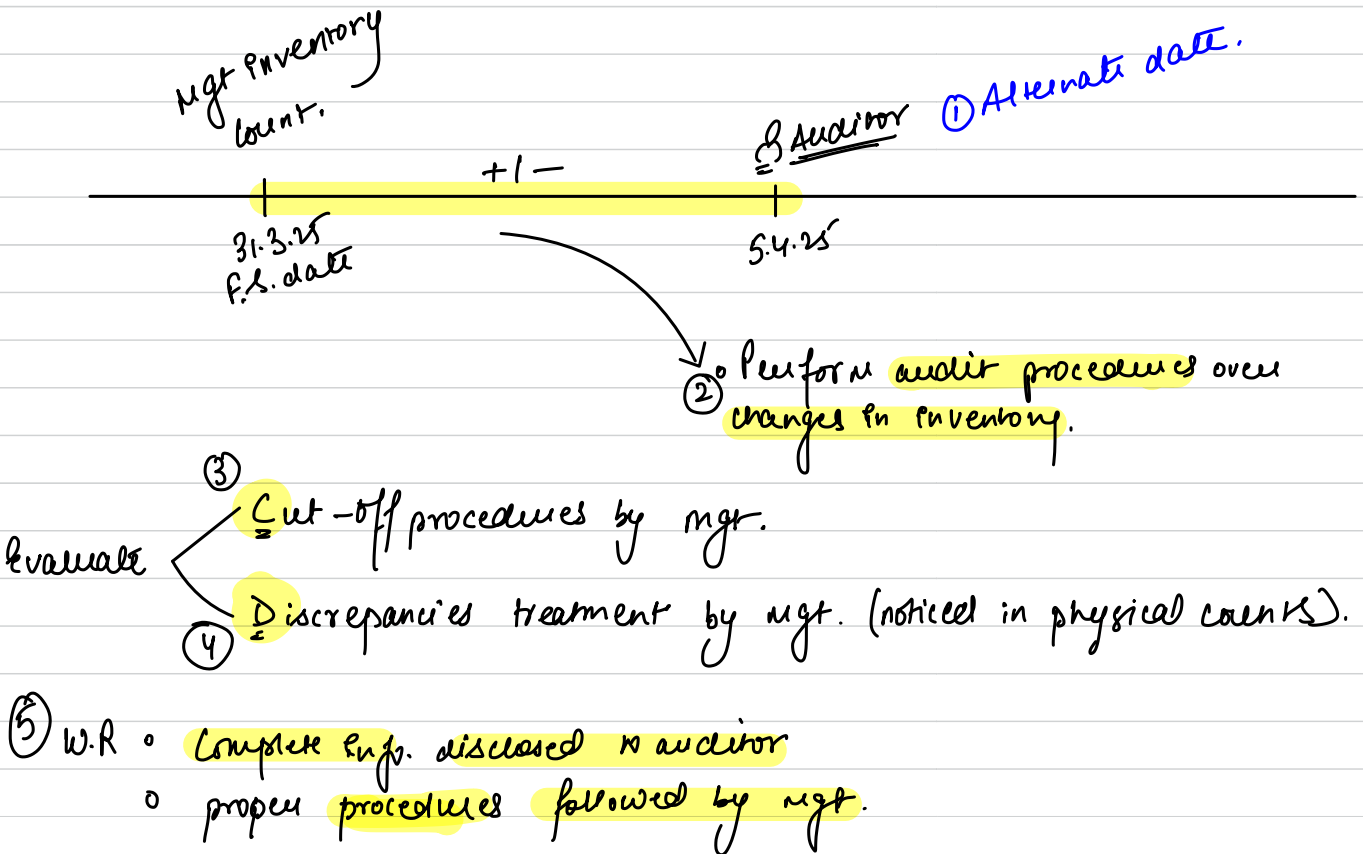 Mgt inventory
count.
Auditor
① Alternate date.
+/-
31.3.25
F.S. date
5.4.25
② • Perform audit procedures over
changes in inventory.
③
Cut-off procedures by mgt.
Evaluate
④ Discrepancies treatment by mgt. (noticed in physical counts).
⑤ W.R • Complete info. disclosed to auditor
• proper procedures followed by mgt.